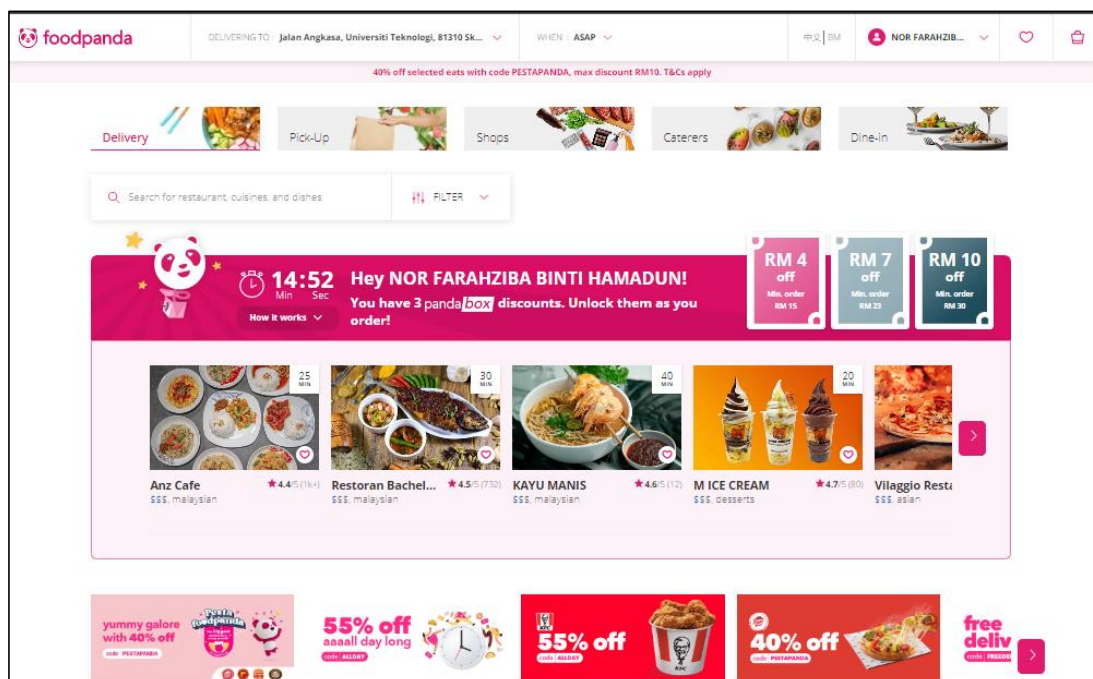 foodpanda
DELIVERING TO : Jalan Angkasa, Universiti Teknologi, 81310 Sk...
WHEN : ASAP
中文 | BM
NOR FARAHZIB...
40% off selected eats with code PESTAPANDA, max discount RM10. T&Cs apply
Delivery
Pick-Up
Shops
Caterers
Dine-in
Search for restaurant, cuisines, and dishes
FILTER
14:52
Min Sec
How it works
Hey NOR FARAHZIBA BINTI HAMADUN!
You have 3 pandabox discounts. Unlock them as you
order!
RM 4
off
Min. order
RM 15
RM 7
off
Min. order
RM 23
RM 10
off
Min. order
RM 30
25
MIN
30
MIN
40
MIN
20
MIN
Anz Cafe
4.4/5 (1k+)
$$$, malaysian
Restoran Bachel...
4.5/5 (732)
$$$, malaysian
KAYU MANIS
4.6/5 (12)
$$$, malaysian
M ICE CREAM
4.7/5 (80)
$$$, desserts
Vilaggio Resta
$$$, asian
yummy galore
with 40% off
code PESTAPANDA
Pesta
foodpanda
55% off
aaaall day long
code ALLDAY
KFC
55% off
code ALLDAY
KFC
40% off
code PESTAPANDA
free
deliv
code FREEDE